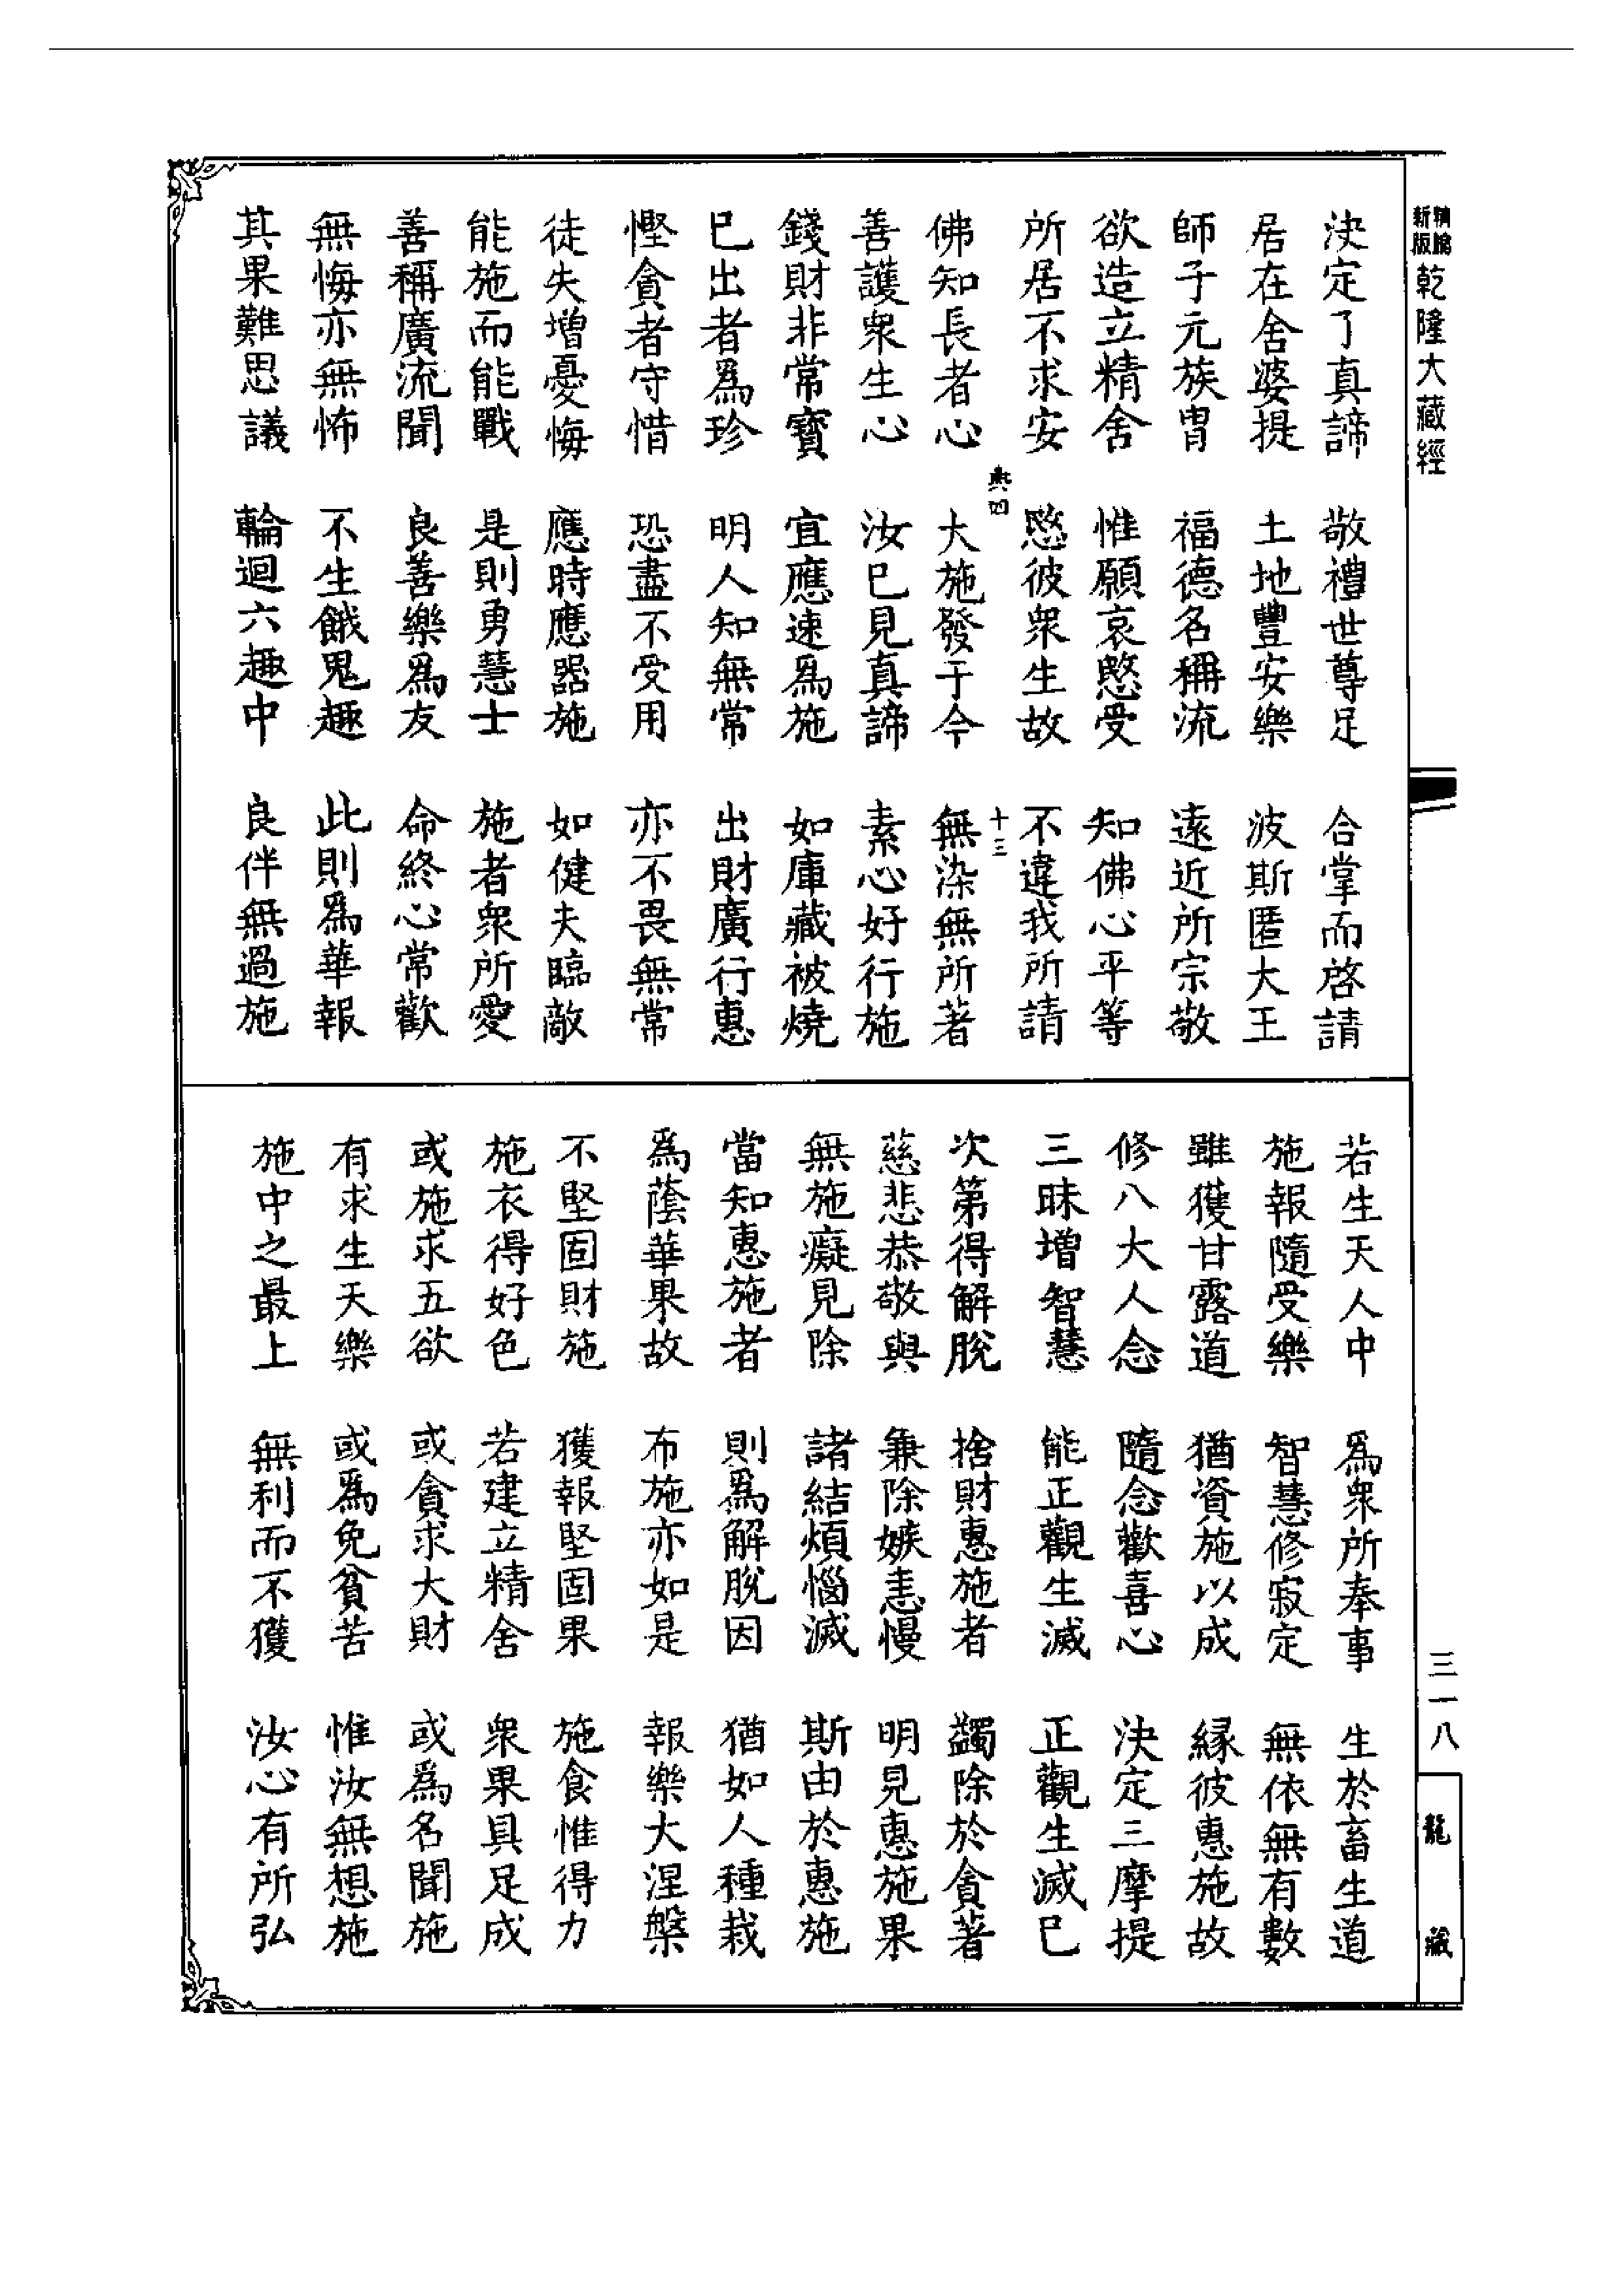 精繪新版乾隆大藏經
決定了真諦　敬禮世尊足　合掌而啓請
居在舍婆提　土地豐安樂　波斯匿大王
師子元族胄　福德名稱流　遠近所宗敬
欲造立精舍　惟願哀愍受　知佛心平等
所居不求安　愍彼衆生故　不違我所請
典四　十三
佛知長者心　大施發于今　無染無所著
善護衆生心　汝已見真諦　素心好行施
錢財非常寶　宜應速爲施　如庫藏被燒
已出者爲珍　明人知無常　出財廣行惠
慳貪者守惜　恐盡不受用　亦不畏無常
徒失增憂悔　應時應器施　如健夫臨敵
能施而能戰　是則勇慧士　施者衆所愛
善稱廣流聞　良善樂爲友　命終心常歡
無悔亦無怖　不生餓鬼趣　此則爲華報
其果難思議　輪迴六趣中　良伴無過施
若生天人中　爲衆所奉事　生於畜生道
施報隨受樂　智慧修寂定　無依無有數
雖獲甘露道　猶資施以成　緣彼惠施故
修八大人念　隨念歡喜心　決定三摩提
三昧增智慧　能正觀生滅　正觀生滅已
次第得解脫　捨財惠施者　蠲除於貪著
慈悲恭敬與　兼除嫉恚慢　明見惠施果
無施癡見除　諸結煩惱滅　斯由於惠施
當知惠施者　則爲解脫因　猶如人種栽
爲蔭華果故　布施亦如是　報樂大涅槃
不堅固財施　獲報堅固果　施食惟得力
施衣得好色　若建立精舍　衆果具足成
或施求五欲　或貪求大財　或爲名聞施
有求生天樂　或爲免貧苦　惟汝無想施
施中之最上　無利而不獲　汝心有所弘
三一八
龍藏